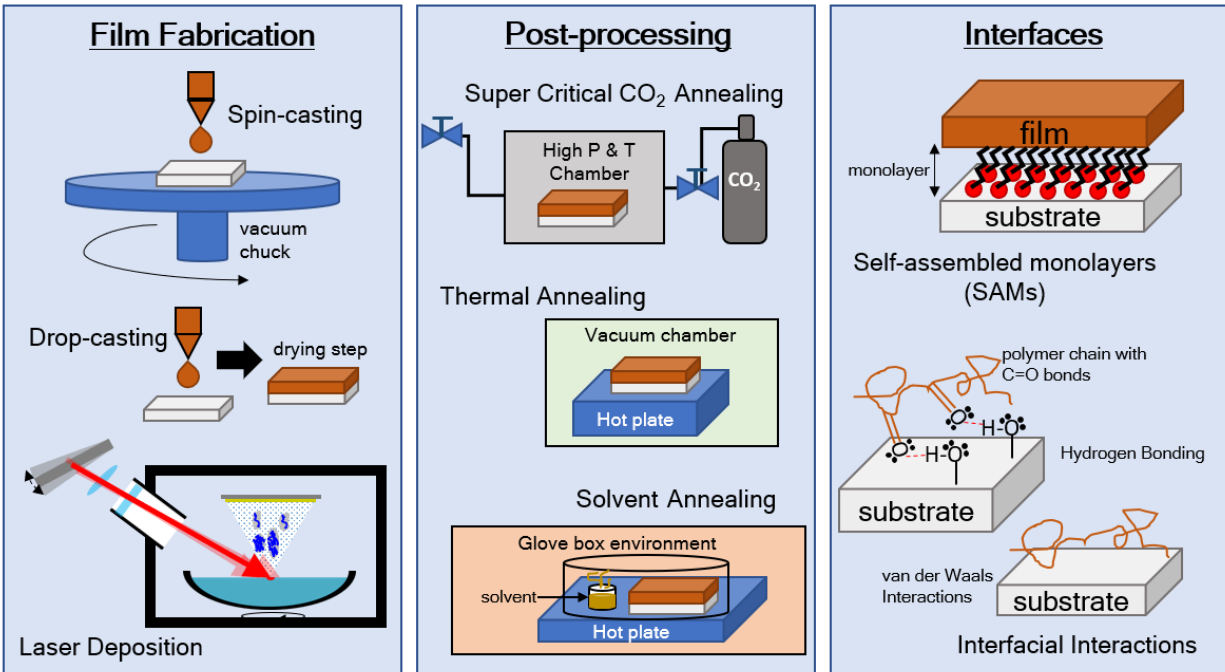 Film Fabrication
Spin-casting
vacuum
chuck
Drop-casting
drying step
Laser Deposition
Post-processing
Super Critical CO₂ Annealing
High P & T
Chamber
CO₂
Thermal Annealing
Vacuum chamber
Hot plate
Solvent Annealing
Glove box environment
solvent
Hot plate
Interfaces
film
monolayer
substrate
Self-assembled monolayers
(SAMs)
polymer chain with
C=O bonds
O
H-O
O
H-O
Hydrogen Bonding
substrate
van der Waals
Interactions
substrate
Interfacial Interactions